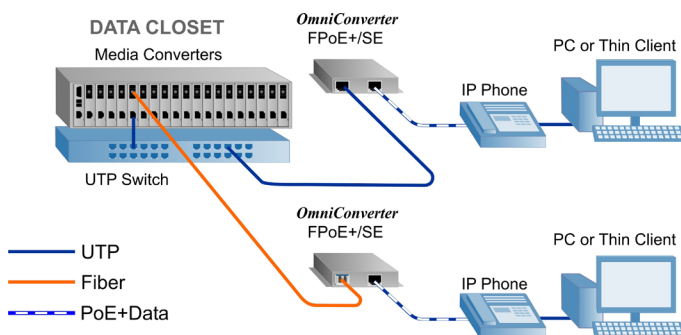 DATA CLOSET
Media Converters
UTP Switch
OmniConverter
FPoE+/SE
IP Phone
PC or Thin Client
OmniConverter
FPoE+/SE
IP Phone
PC or Thin Client
UTP
Fiber
PoE+Data